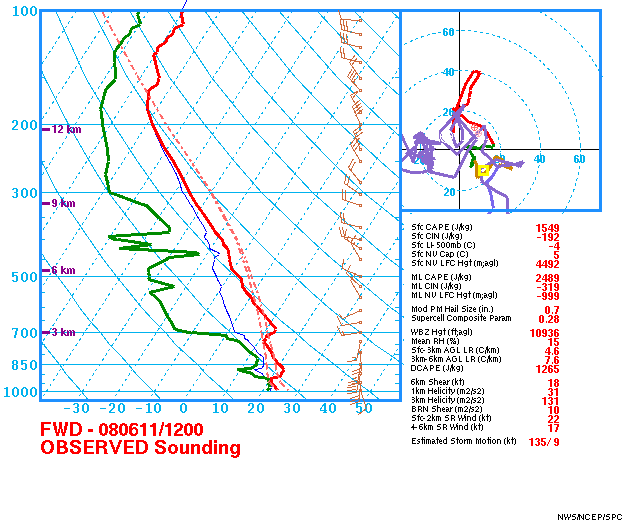 100
200
300
400
500
700
850
1000
12 km
9 km
6 km
3 km
-30 -20 -10 0 10 20 30 40 50
60
40
20
20
20 40 60
FWD - 080611/1200
OBSERVED Sounding
Sfc CAPE (J/kg) 1549
Sfc CIN (J/kg) -192
Sfc LI-500mb (C) -4
Sfc NV Cap (C) 5
Sfc NV LFC Hgt (m;agl) 4492
ML CAPE (J/kg) 2489
ML CIN (J/kg) -319
ML NV LFC Hgt (m;agl) -999
Mod PM Hail Size (in.) 0.7
Supercell Composite Param 0.28
WBZ Hgt (ft;agl) 10936
Mean RH (%) 15
Sfc-3km AGL LR (C/km) 4.6
3km-6km AGL LR (C/km) 7.6
DCAPE (J/kg) 1265
6km Shear (kt) 18
1km Helicity (m2/s2) 31
3km Helicity (m2/s2) 131
BRN Shear (m2/s2) 10
Sfc-2km SR Wind (kt) 22
4-6km SR Wind (kt) 17
Estimated Storm Motion (kt) 135/ 9
NWS/NCEP/SPC